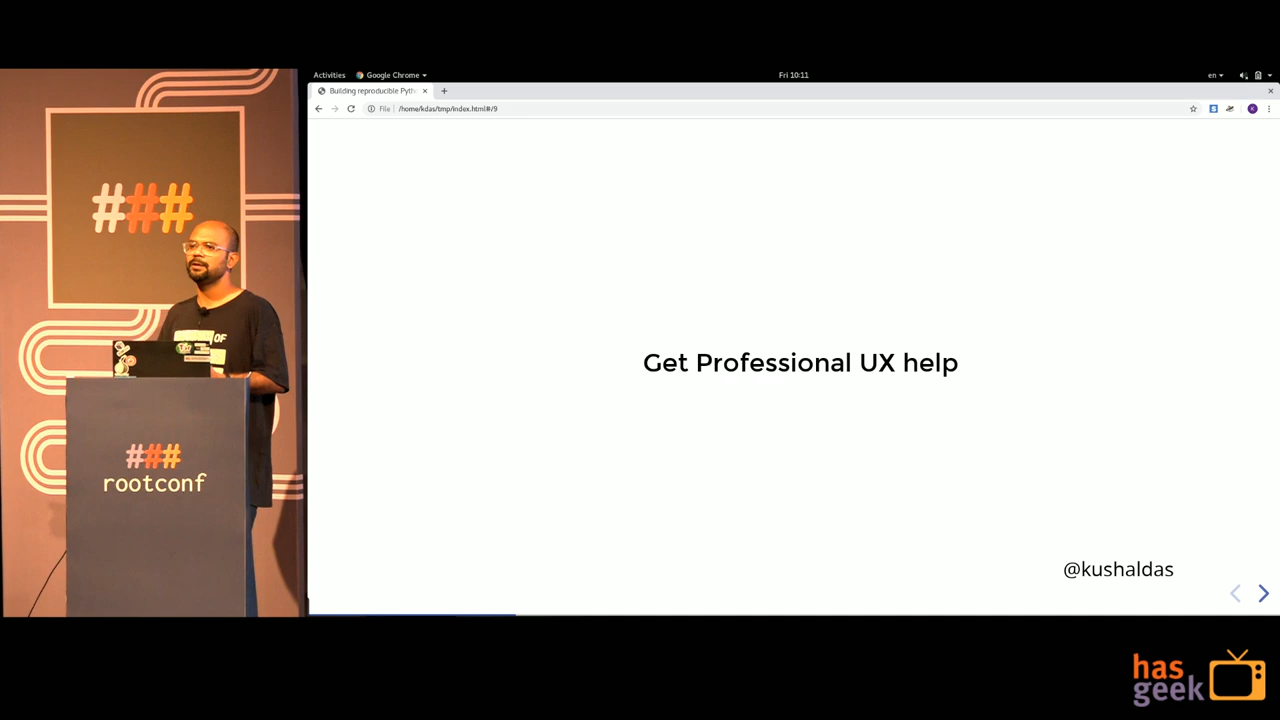 Activities Google Chrome Fri 10:11 en
Building reproducible Pyth
File /home/kdas/tmp/index.html#/9
###
OF
Get Professional UX help
###
rootconf
@kushaldas
has
geek